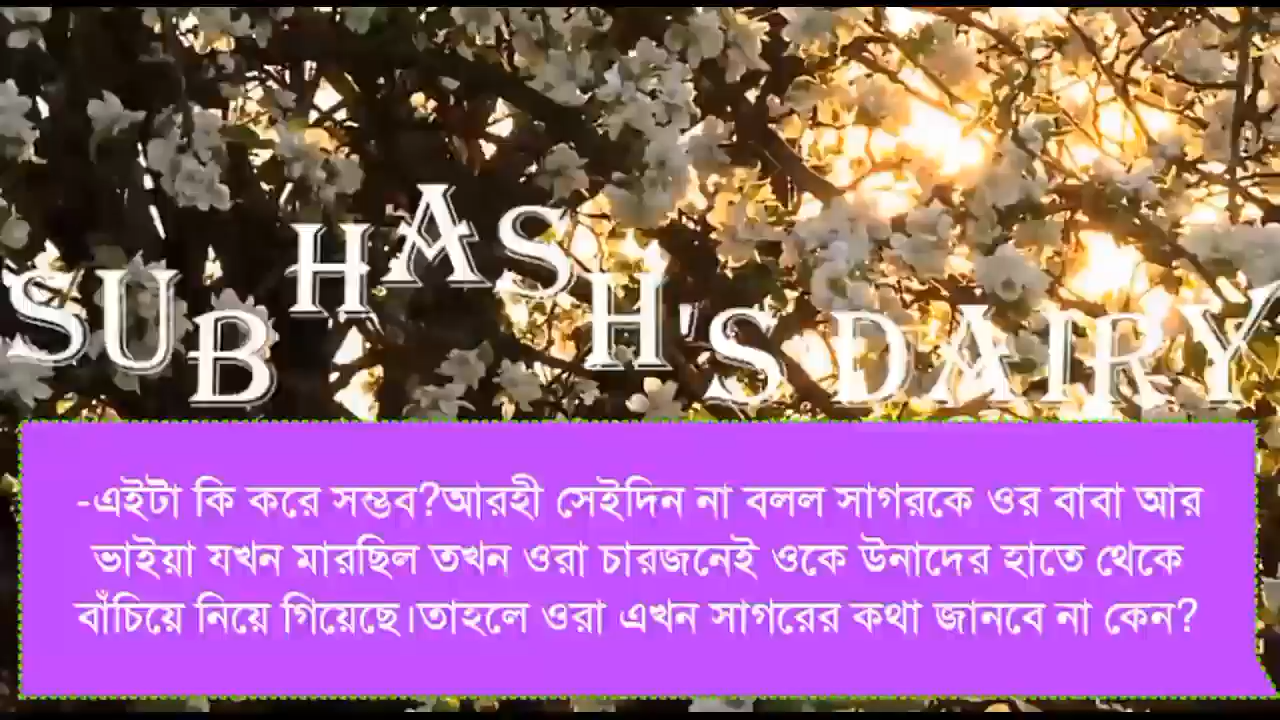 SUBHASH'S DAIRY
-এইটা কি করে সম্ভব?আরহী সেইদিন না বলল সাগরকে ওর বাবা আর
ভাইয়া যখন মারছিল তখন ওরা চারজনেই ওকে উনাদের হাতে থেকে
বাঁচিয়ে নিয়ে গিয়েছে।তাহলে ওরা এখন সাগরের কথা জানবে না কেন?